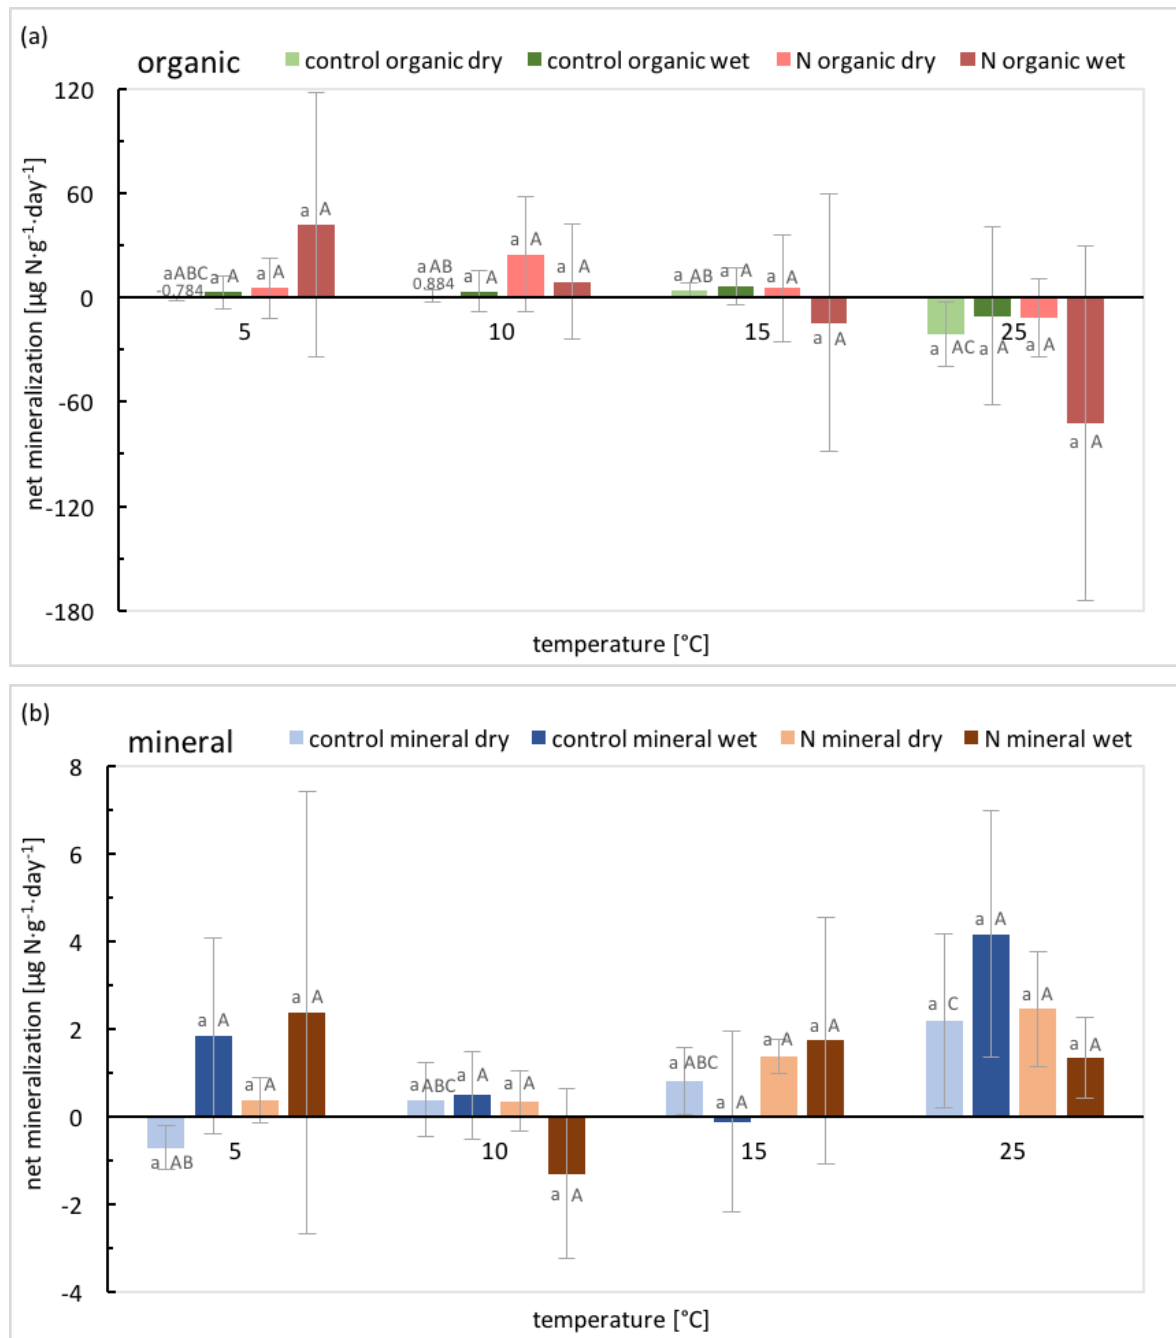 (a)
organic
control organic dry control organic wet N organic dry N organic wet
net mineralization [µg N·g⁻¹·day⁻¹]
120
60
0
-60
-120
-180
aABC
-0.784
a A
a A
a A
aAB
0.884
a A
a A
a A
a AB
a A
a A
a A
a AC
a A
a A
a A
5 10 15 25
temperature [°C]
(b)
mineral
control mineral dry control mineral wet N mineral dry N mineral wet
net mineralization [µg N·g⁻¹·day⁻¹]
8
6
4
2
0
-2
-4
a AB
a A
a A
a A
aABC
a A
a A
a A
a ABC
a A
a A
a A
a C
a A
a A
a A
5 10 15 25
temperature [°C]